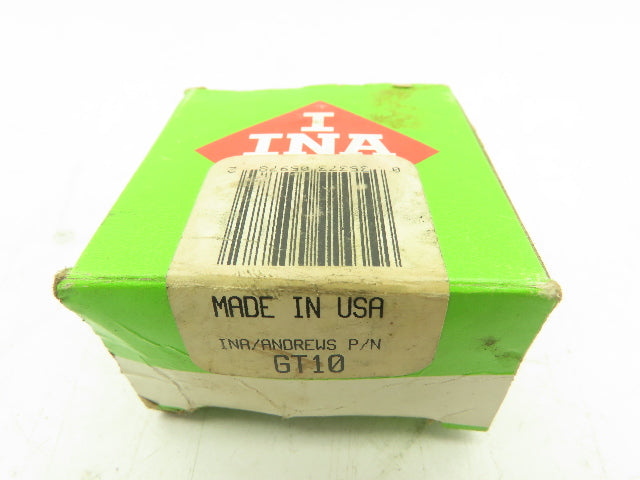 I
INA
MADE IN USA
INA/ANDREWS P/N
GT10